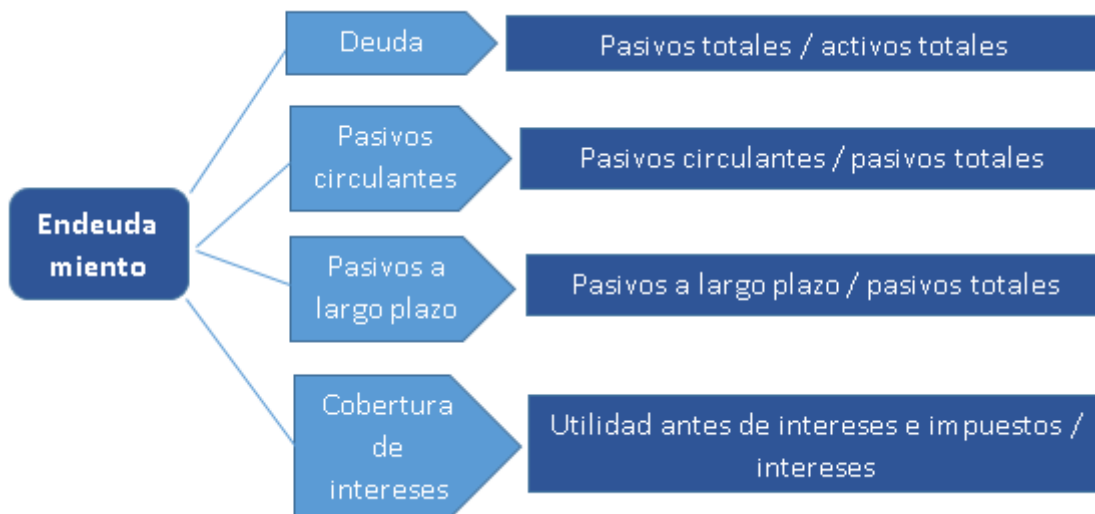 Deuda
Pasivos totales / activos totales
Pasivos
circulantes
Pasivos circulantes / pasivos totales
Endeuda
miento
Pasivos a
largo plazo
Pasivos a largo plazo / pasivos totales
Cobertura
de
intereses
Utilidad antes de intereses e impuestos /
intereses